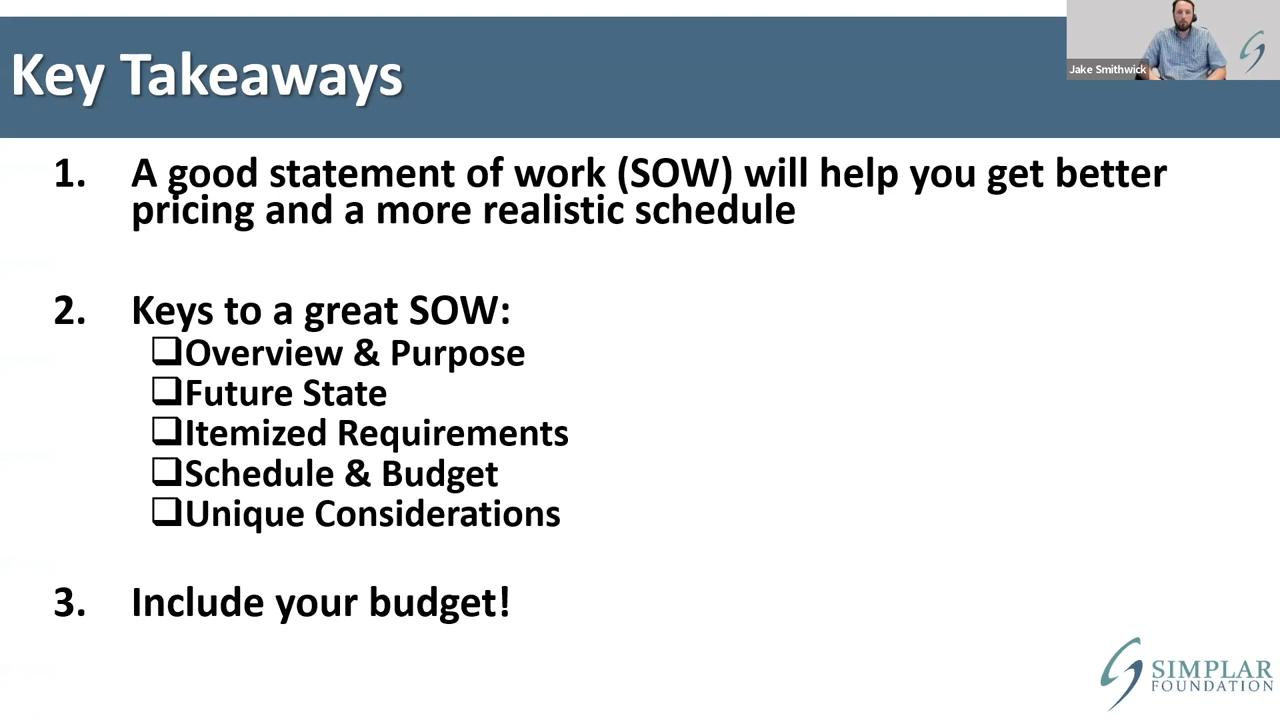 Key Takeaways
Jake Smithwick
1. A good statement of work (SOW) will help you get better
pricing and a more realistic schedule
2. Keys to a great SOW:
❑Overview & Purpose
❑Future State
❑Itemized Requirements
❑Schedule & Budget
❑Unique Considerations
3. Include your budget!
SIMPLAR
FOUNDATION